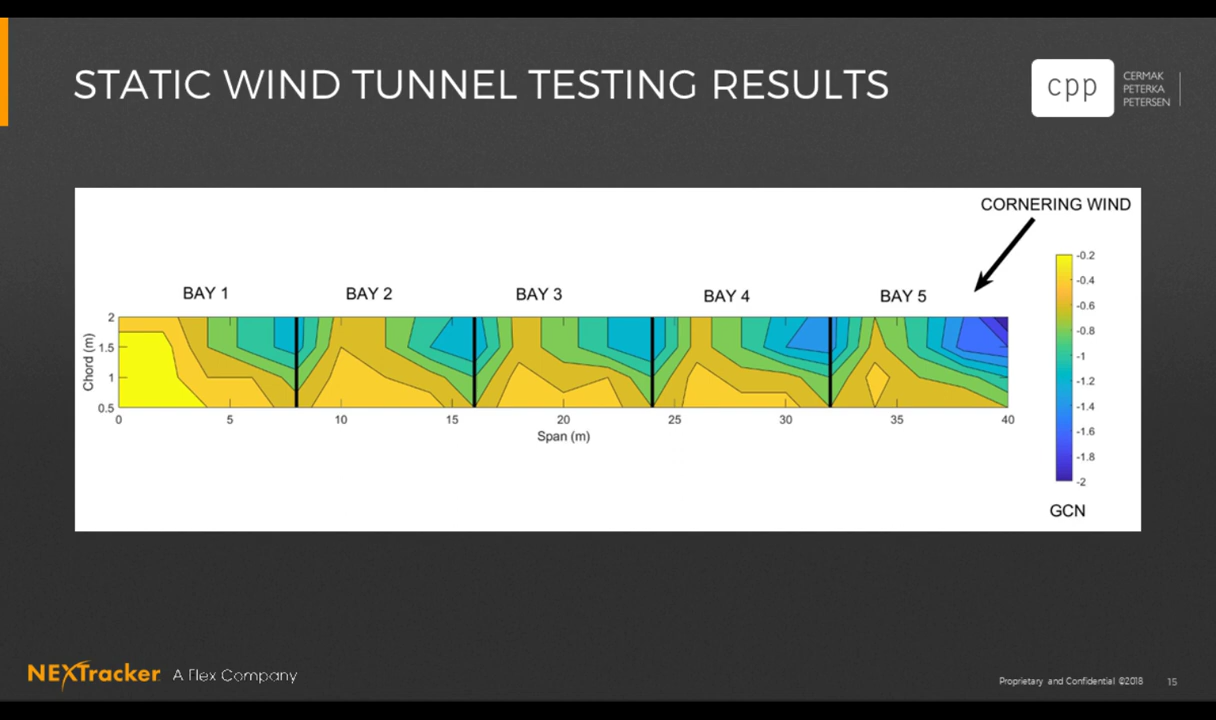 STATIC WIND TUNNEL TESTING RESULTS
cpp
CERMAK
PETERKA
PETERSEN
CORNERING WIND
BAY 1 BAY 2 BAY 3 BAY 4 BAY 5
Chord (m)
2
1.5
1
0.5
0 5 10 15 20 25 30 35 40
Span (m)
-0.2
-0.4
-0.6
-0.8
-1
-1.2
-1.4
-1.6
-1.8
-2
GCN
NEXTracker A Flex Company
Proprietary and Confidential ©2018 15